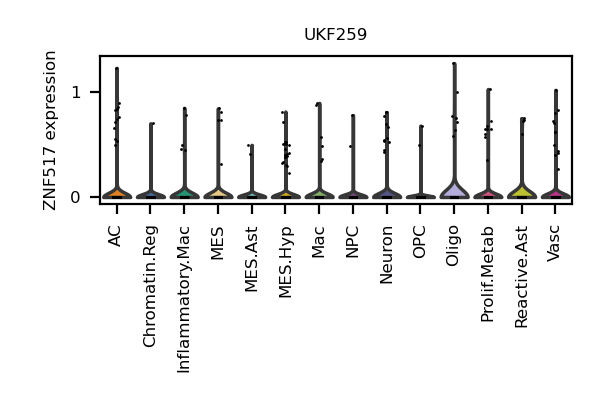 UKF259
ZNF517 expression
1
0
AC
Chromatin.Reg
Inflammatory.Mac
MES
MES.Ast
MES.Hyp
Mac
NPC
Neuron
OPC
Oligo
Prolif.Metab
Reactive.Ast
Vasc